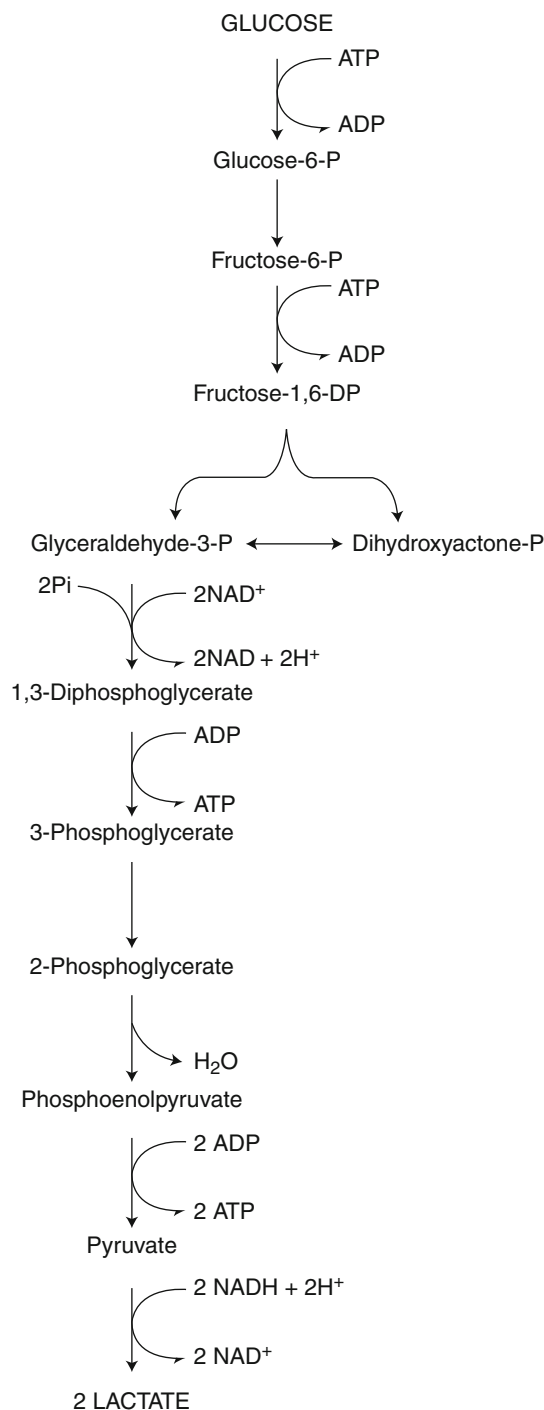 GLUCOSE
ATP
ADP
Glucose-6-P
Fructose-6-P
ATP
ADP
Fructose-1,6-DP
Glyceraldehyde-3-P
Dihydroxyactone-P
2Pi
2NAD⁺
2NAD + 2H⁺
1,3-Diphosphoglycerate
ADP
ATP
3-Phosphoglycerate
2-Phosphoglycerate
H₂O
Phosphoenolpyruvate
2 ADP
2 ATP
Pyruvate
2 NADH + 2H⁺
2 NAD⁺
2 LACTATE